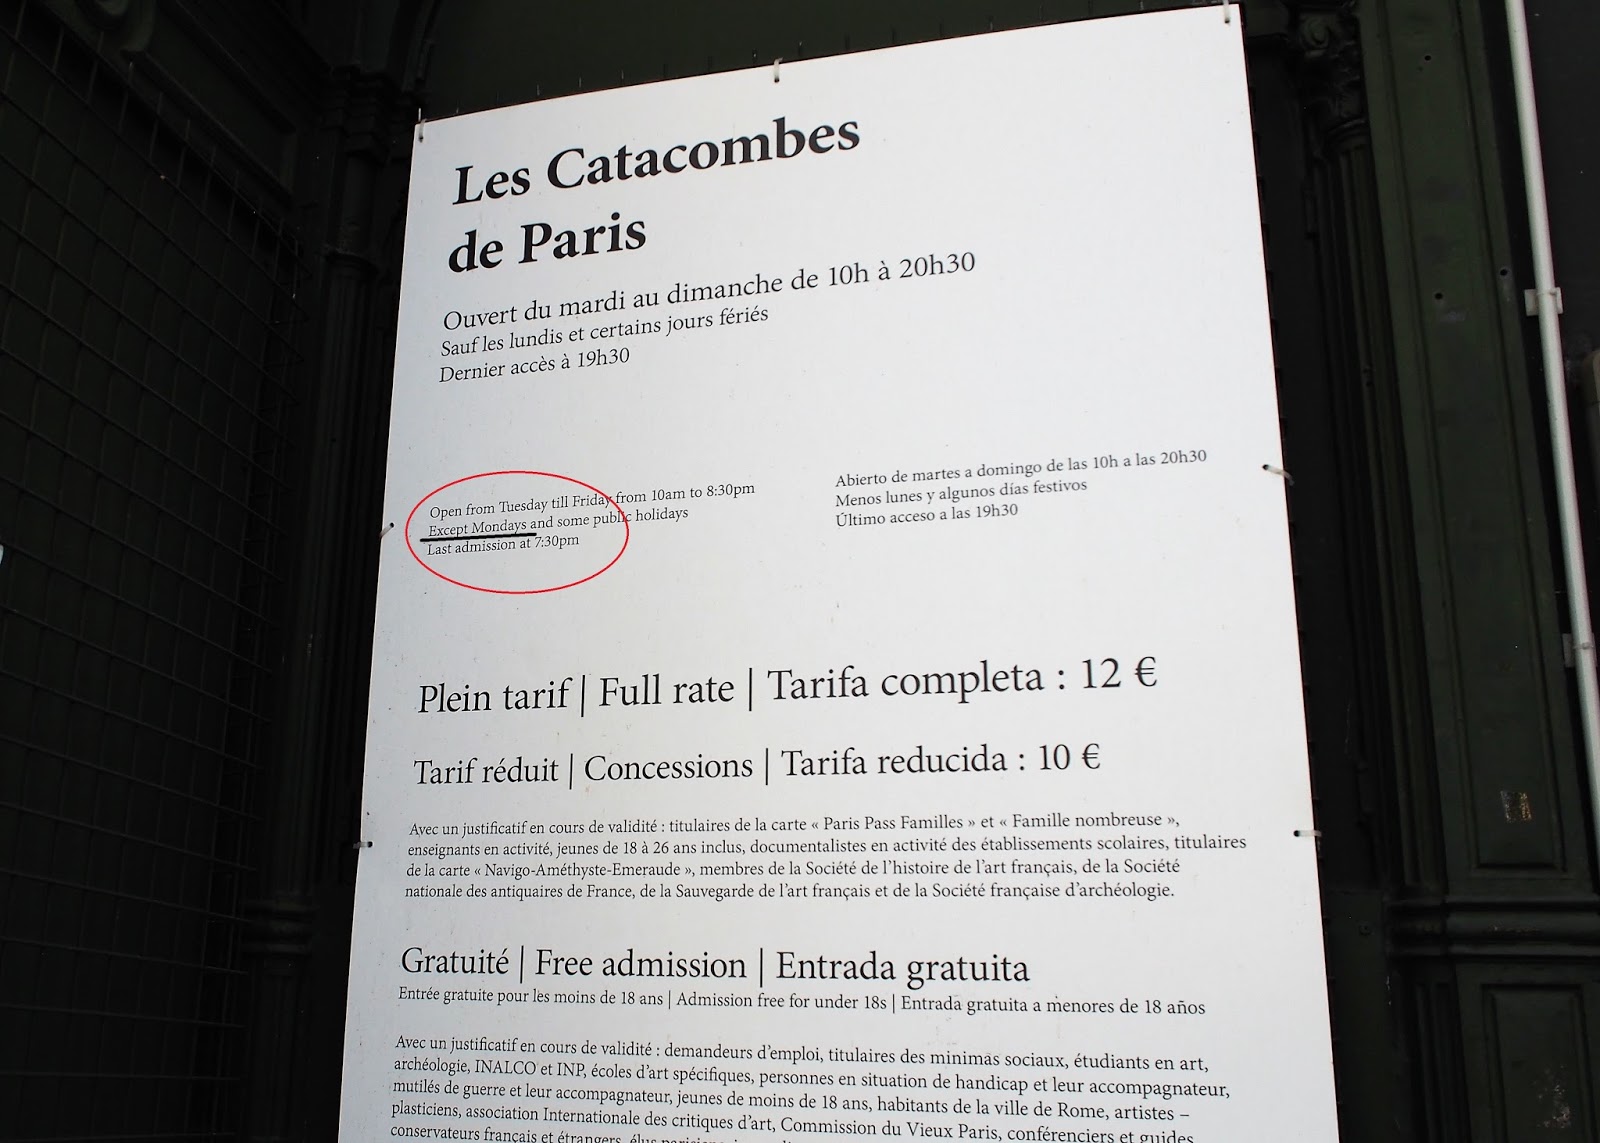 Les Catacombes
de Paris
Ouvert du mardi au dimanche de 10h à 20h30
Sauf les lundis et certains jours fériés
Dernier accès à 19h30
Open from Tuesday till Friday from 10am to 8:30pm
Except Mondays and some public holidays
Last admission at 7:30pm
Abierto de martes a domingo de las 10h a las 20h30
Menos lunes y algunos días festivos
Último acceso a las 19h30
Plein tarif | Full rate | Tarifa completa : 12 €
Tarif réduit | Concessions | Tarifa reducida : 10 €
Avec un justificatif en cours de validité : titulaires de la carte « Paris Pass Familles » et « Famille nombreuse »,
enseignants en activité, jeunes de 18 à 26 ans inclus, documentalistes en activité des établissements scolaires, titulaires
de la carte « Navigo-Améthyste-Emeraude », membres de la Société de l'histoire de l'art français, de la Société
nationale des antiquaires de France, de la Sauvegarde de l'art français et de la Société française d'archéologie.
Gratuité | Free admission | Entrada gratuita
Entrée gratuite pour les moins de 18 ans | Admission free for under 18s | Entrada gratuita a menores de 18 años
Avec un justificatif en cours de validité : demandeurs d'emploi, titulaires des minimas sociaux, étudiants en art,
archéologie, INALCO et INP, écoles d'art spécifiques, personnes en situation de handicap et leur accompagnateur,
mutilés de guerre et leur accompagnateur, jeunes de moins de 18 ans, habitants de la ville de Rome, artistes –
plasticiens, association Internationale des critiques d'art, Commission du Vieux Paris, conférenciers et guides
conservateurs français et étrangers, élus